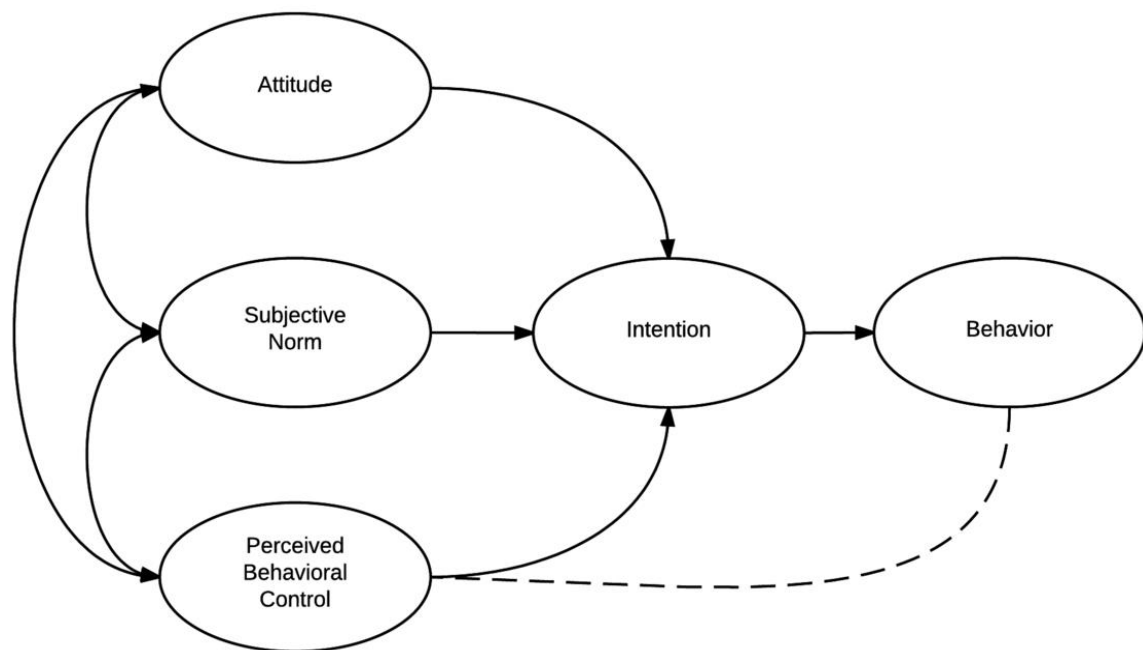 Attitude
Subjective
Norm
Intention
Behavior
Perceived
Behavioral
Control